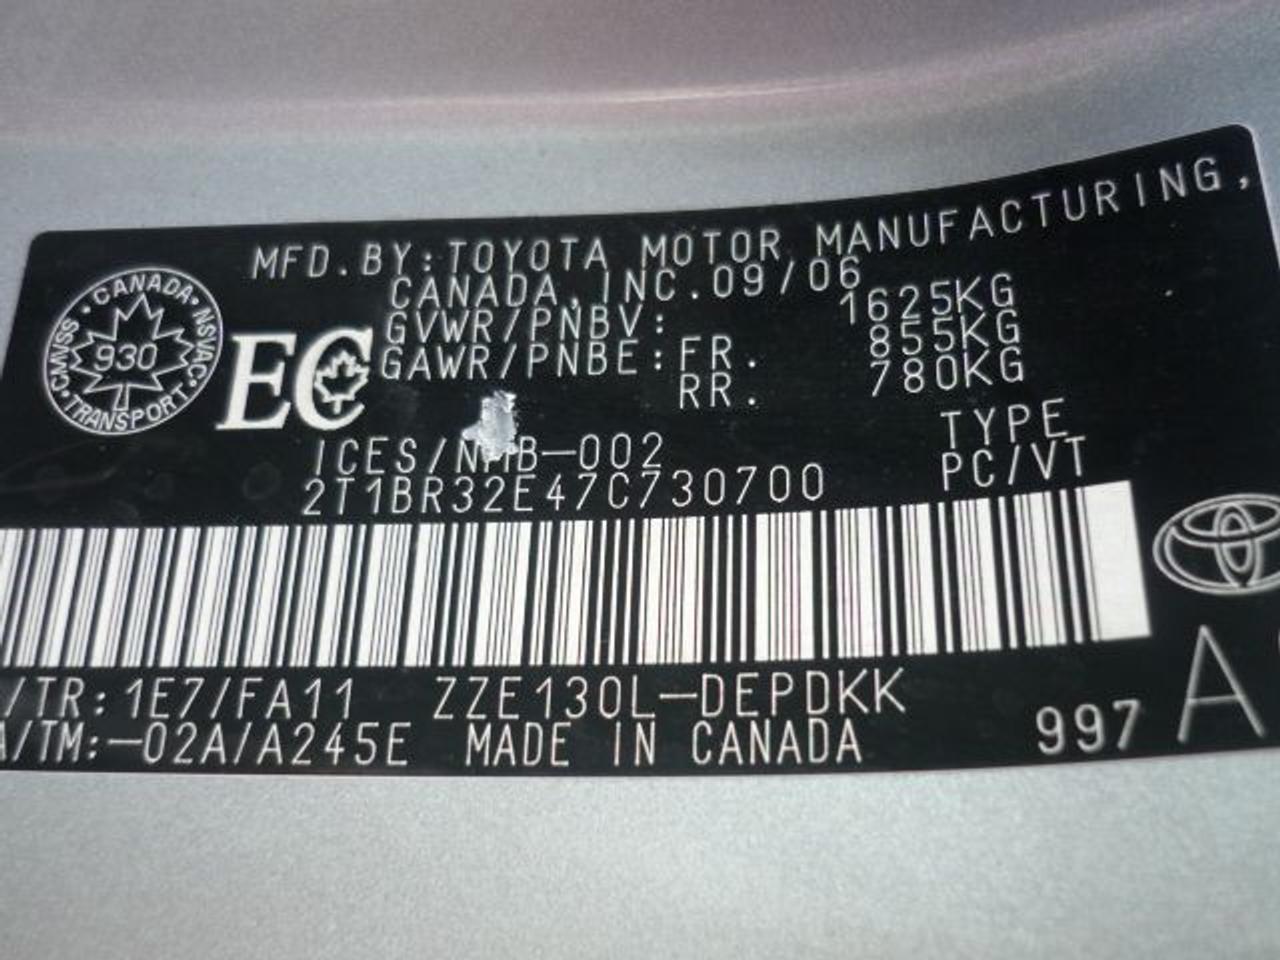 MFD.BY:TOYOTA MOTOR MANUFACTURING,
CANADA, INC.09/06
GVWR/PNBV: 1625KG
GAWR/PNBE:FR. 855KG
RR. 780KG
CANADA · NSVAC · TRANSPORT · CMVSS ·
930
EC
ICES/NMB-002
TYPE
PC/VT
2T1BR32E47C730700
/TR:1E7/FA11 ZZE130L-DEPDKK
A/TM:-02A/A245E MADE IN CANADA
997 A